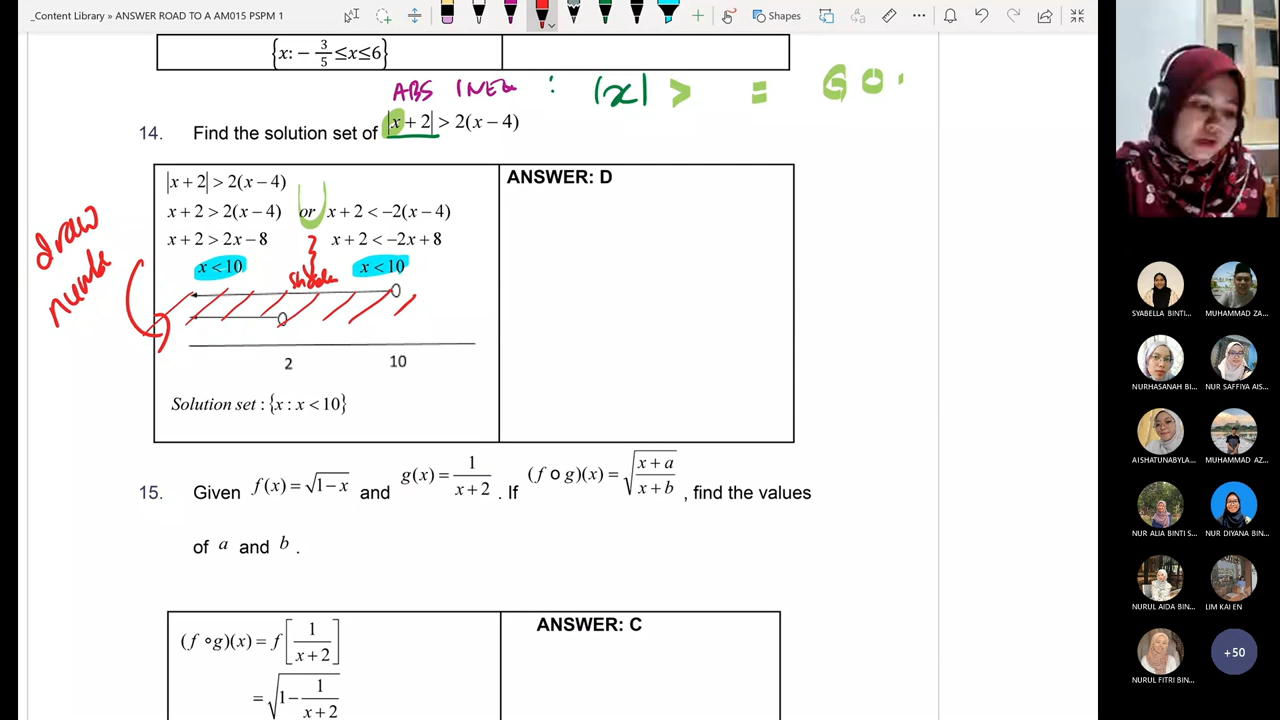 _Content Library » ANSWER ROAD TO A AM015 PSPM 1
Shapes
{x: − 3/5 ≤x≤6}
ABS INEQ : |x| > = GO.
14. Find the solution set of |x + 2| > 2(x − 4)
|x + 2| > 2(x − 4)
x + 2 > 2(x − 4) or x + 2 < −2(x − 4)
x + 2 > 2x − 8 x + 2 < −2x + 8
x < 10 x < 10
draw
2 10
Solution set : {x : x < 10}
ANSWER: D
15. Given f(x) = √(1 − x) and g(x) = 1/(x + 2) . If (f o g)(x) = √((x + a)/(x + b)) , find the values
of a and b .
(f ∘g)(x) = f[1/(x + 2)]
= √(1 − 1/(x + 2))
ANSWER: C
SYABELLA BINTI...
MUHAMMAD ZA...
NURHASANAH BI...
NUR SAFFIYA AIS...
AISHATUNABYLA...
MUHAMMAD AZ...
NUR ALIA BINTI S...
NUR DIYANA BIN...
NURUL AIDA BIN...
LIM KAI EN
NURUL FITRI BIN...
+50